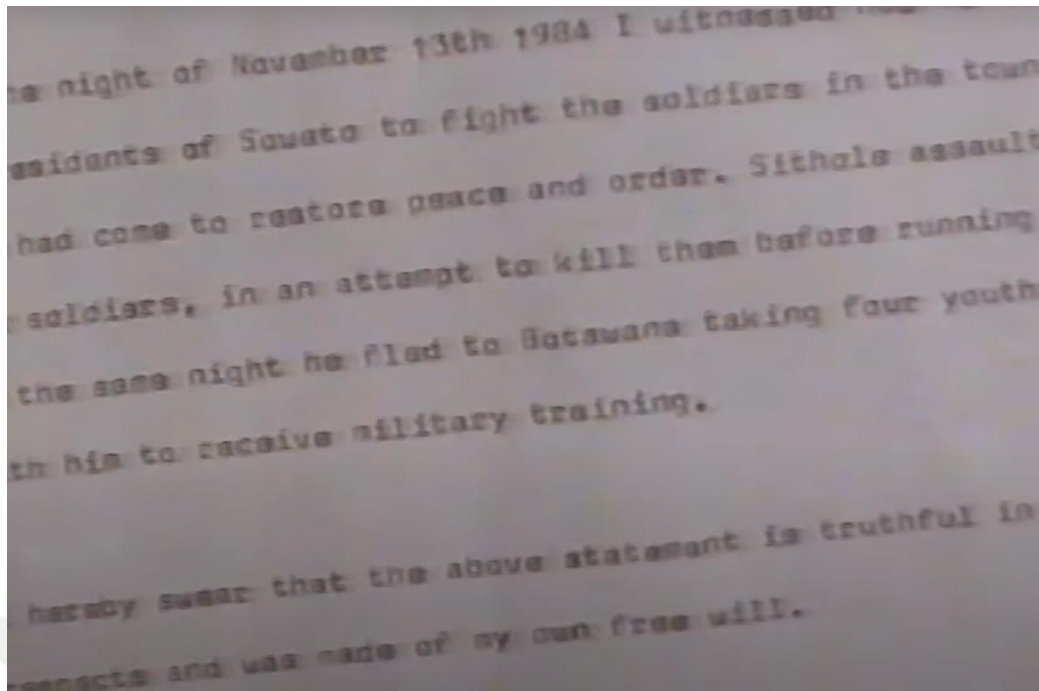 night of November 13th 1984 I witnessed
residents of Soweto to fight the soldiers in the town
had come to restore peace and order. Sithole assault
soldiers, in an attempt to kill them before running
the same night he fled to Botswana taking four youth
th him to receive military training.
hereby swear that the above statement is truthful in
respects and was made of my own free will.